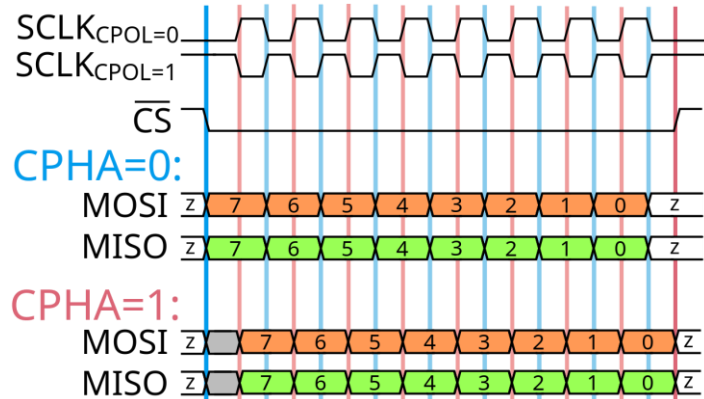 SCLKCPOL=0
SCLKCPOL=1
CS
CPHA=0:
MOSI z 7 6 5 4 3 2 1 0 z
MISO z 7 6 5 4 3 2 1 0 z
CPHA=1:
MOSI z 7 6 5 4 3 2 1 0 z
MISO z 7 6 5 4 3 2 1 0 z